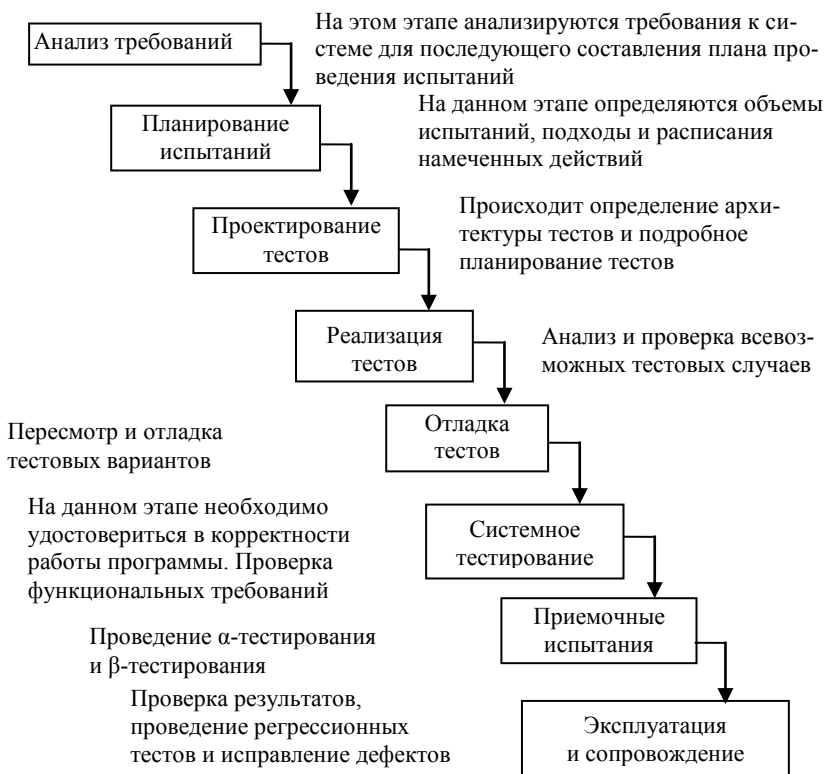 Анализ требований
На этом этапе анализируются требования к си-
стеме для последующего составления плана про-
ведения испытаний
Планирование
испытаний
На данном этапе определяются объемы
испытаний, подходы и расписания
намеченных действий
Проектирование
тестов
Происходит определение архи-
тектуры тестов и подробное
планирование тестов
Реализация
тестов
Анализ и проверка всевоз-
можных тестовых случаев
Отладка
тестов
Пересмотр и отладка
тестовых вариантов
Системное
тестирование
На данном этапе необходимо
удостовериться в корректности
работы программы. Проверка
функциональных требований
Приемочные
испытания
Проведение α-тестирования
и β-тестирования
Эксплуатация
и сопровождение
Проверка результатов,
проведение регрессионных
тестов и исправление дефектов